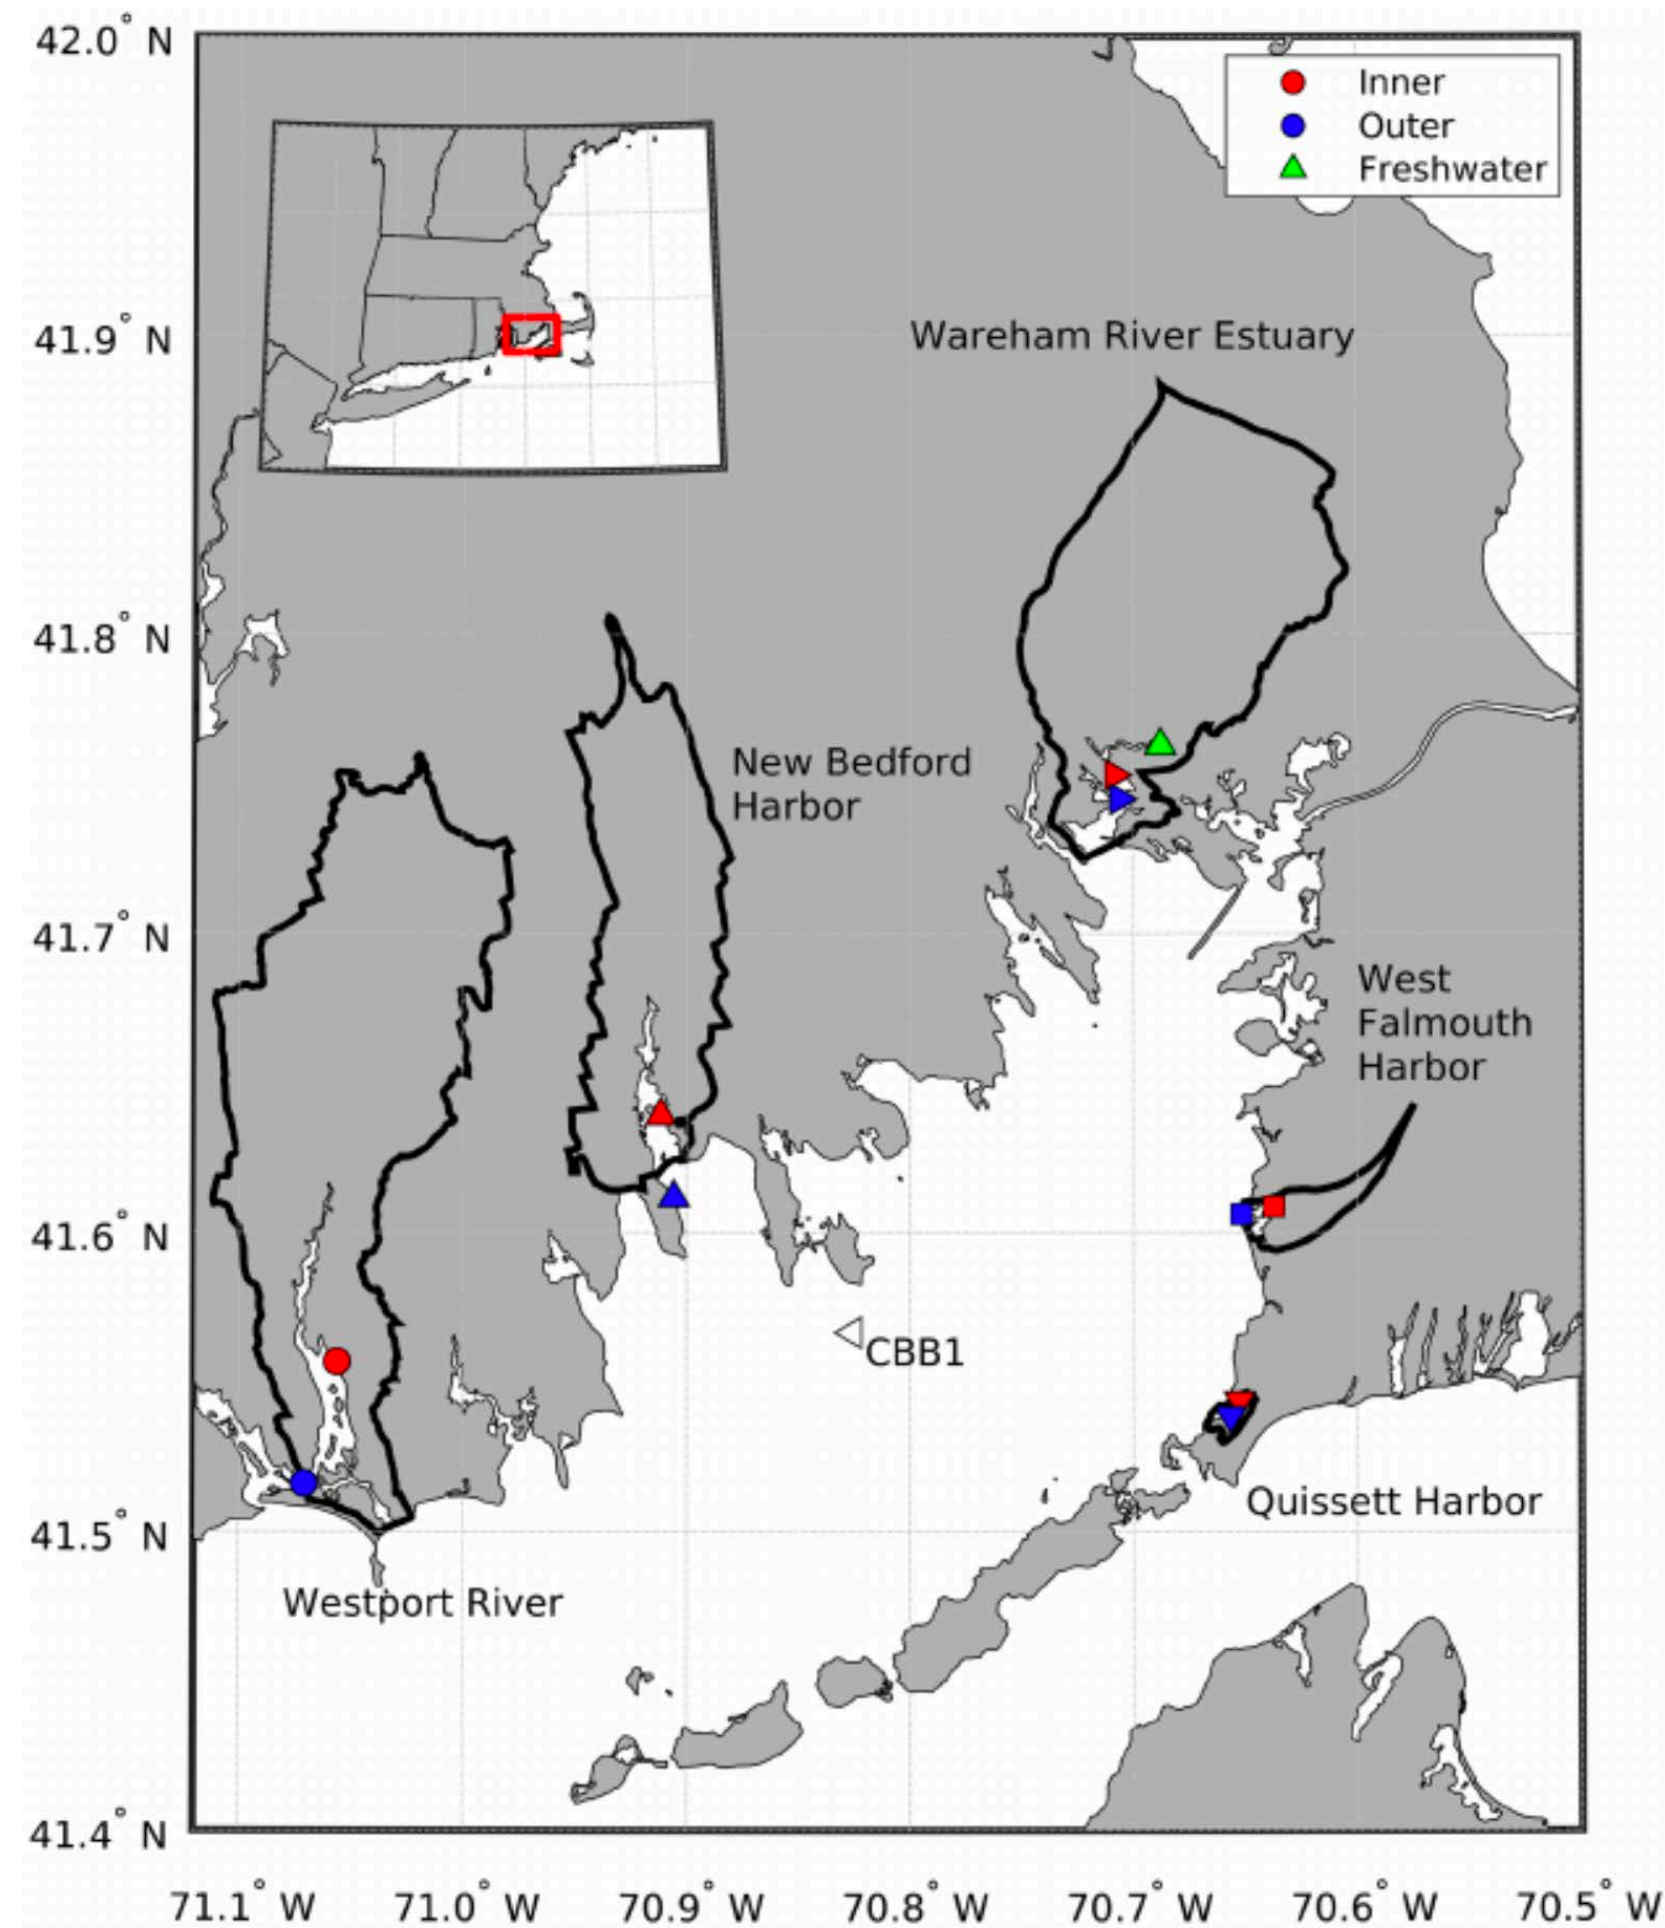 42.0° N
Inner
Outer
Freshwater
41.9° N
Wareham River Estuary
41.8° N
New Bedford
Harbor
41.7° N
West
Falmouth
Harbor
41.6° N
CBB1
41.5° N
Quissett Harbor
Westport River
41.4° N
71.1° W 71.0° W 70.9° W 70.8° W 70.7° W 70.6° W 70.5° W